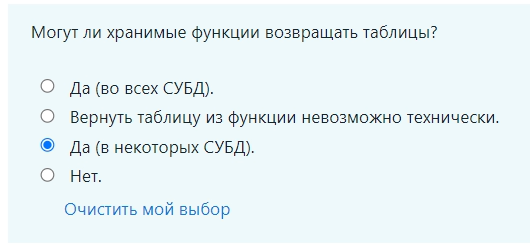 Могут ли хранимые функции возвращать таблицы?
Да (во всех СУБД).
Вернуть таблицу из функции невозможно технически.
Да (в некоторых СУБД).
Нет.
Очистить мой выбор